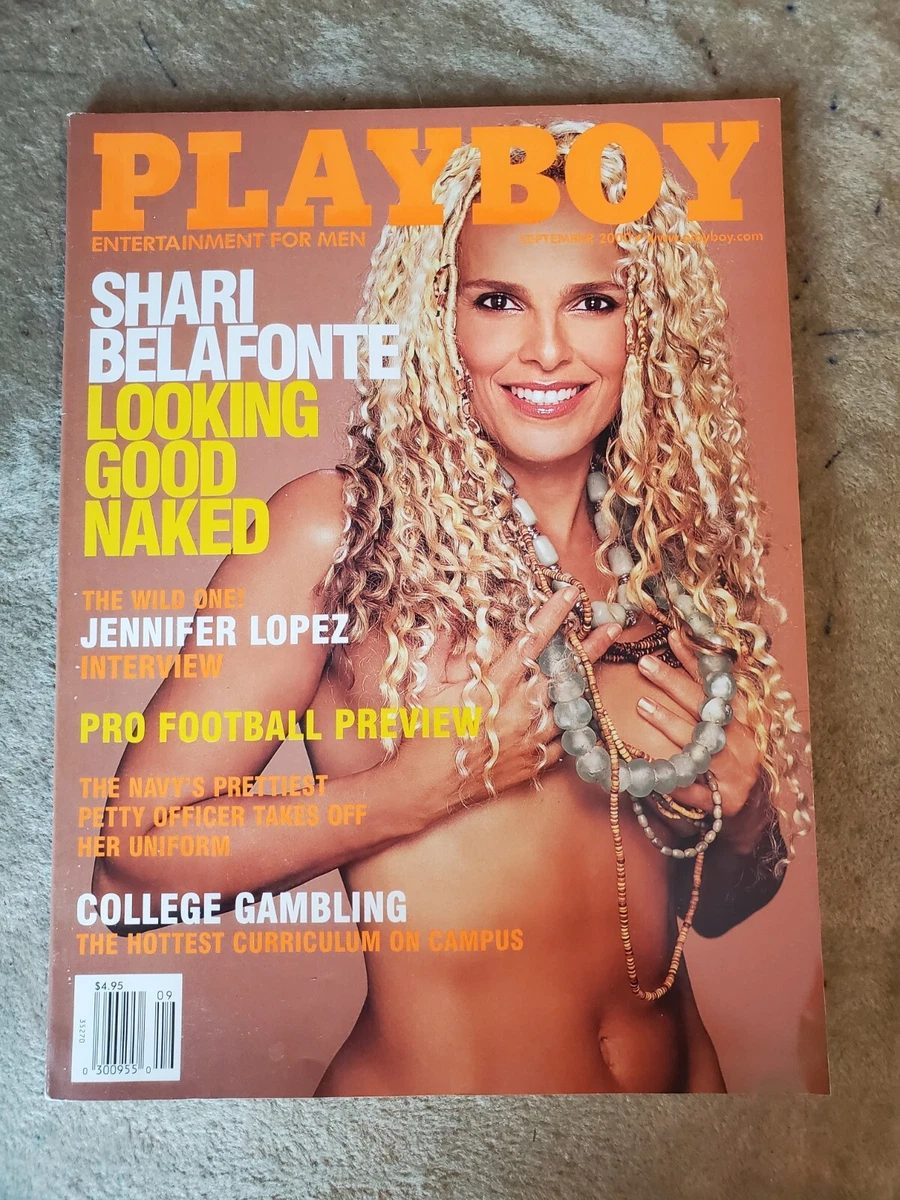 PLAYBOY
ENTERTAINMENT FOR MEN
SEPTEMBER www.playboy.com
SHARI
BELAFONTE
LOOKING
GOOD
NAKED
THE WILD ONE!
JENNIFER LOPEZ
INTERVIEW
PRO FOOTBALL PREVIEW
THE NAVY'S PRETTIEST
PETTY OFFICER TAKES OFF
HER UNIFORM
COLLEGE GAMBLING
THE HOTTEST CURRICULUM ON CAMPUS
$4.95
09
35270
0 300955 0